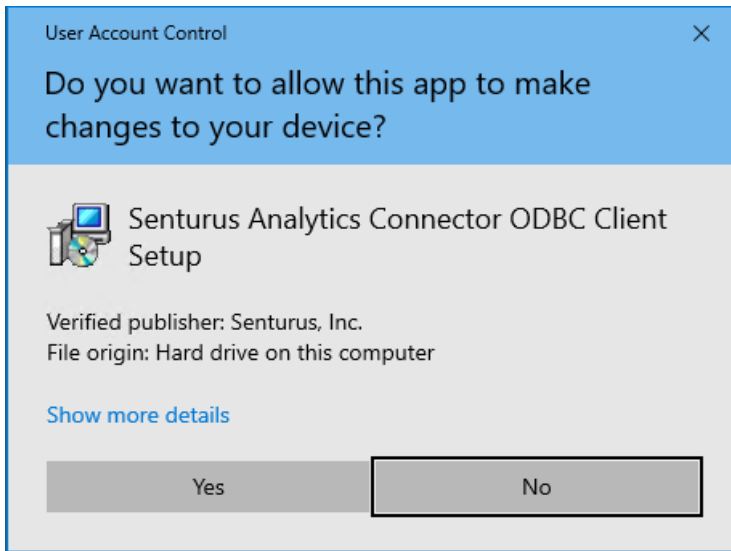 User Account Control
Do you want to allow this app to make
changes to your device?
Senturus Analytics Connector ODBC Client
Setup
Verified publisher: Senturus, Inc.
File origin: Hard drive on this computer
Show more details
Yes
No